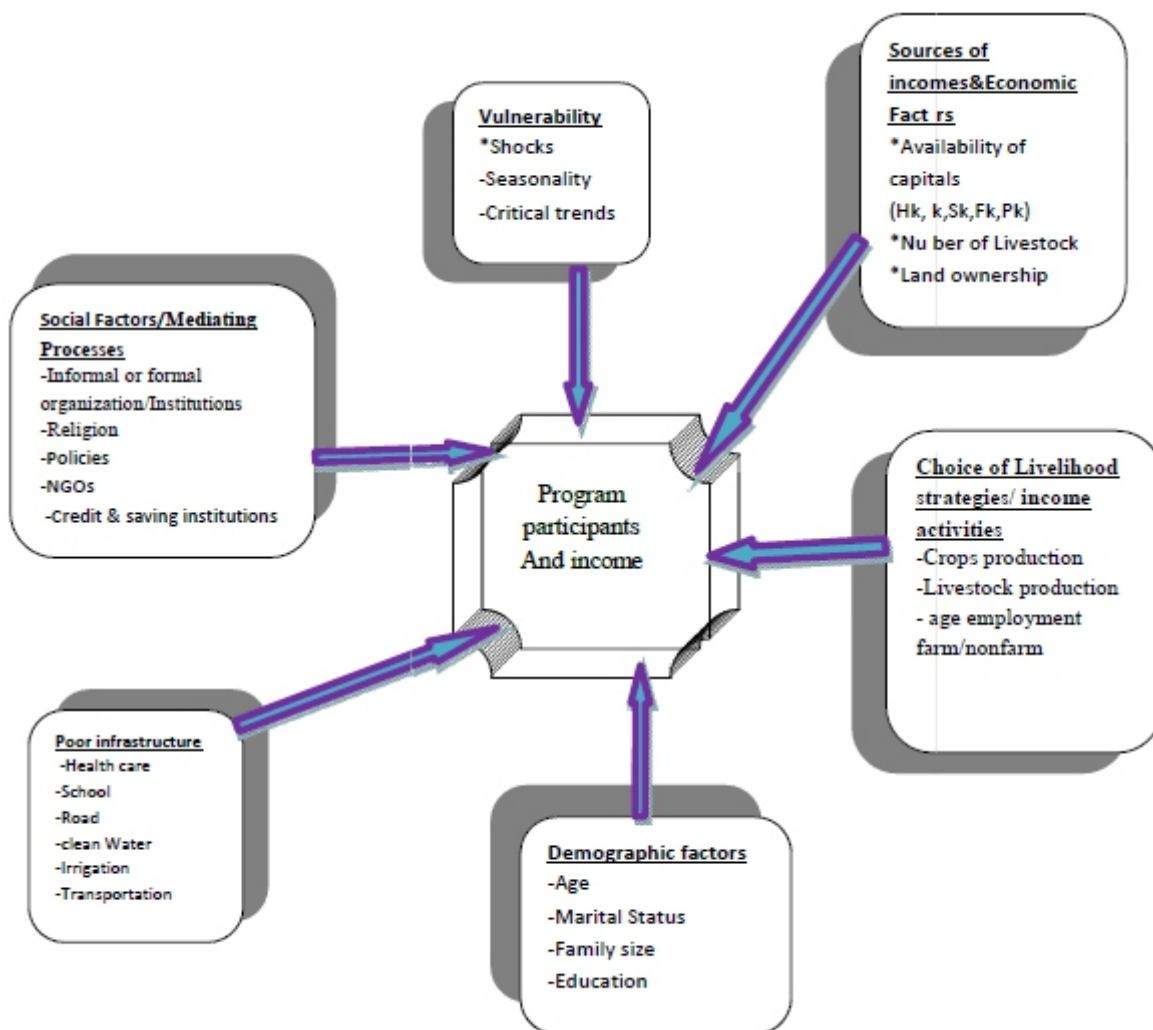 Vulnerability
*Shocks
-Seasonality
-Critical trends
Sources of
incomes&Economic
Fact rs
*Availability of
capitals
(Hk, k,Sk,Fk,Pk)
*Nu ber of Livestock
*Land ownership
Social Factors/Mediating
Processes
-Informal or formal
organization/Institutions
-Religion
-Policies
-NGOs
-Credit & saving institutions
Program
participants
And income
Choice of Livelihood
strategies/ income
activities
-Crops production
-Livestock production
- age employment
farm/nonfarm
Poor infrastructure
-Health care
-School
-Road
-clean Water
-Irrigation
-Transportation
Demographic factors
-Age
-Marital Status
-Family size
-Education